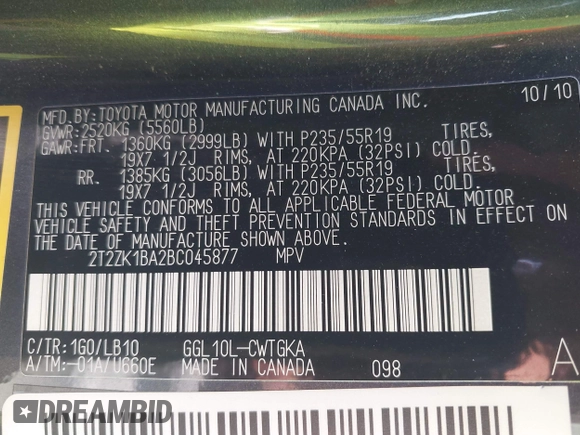 MFD.BY:TOYOTA MOTOR MANUFACTURING CANADA INC. 10/10
GVWR:2520KG (5560LB)
GAWR:FRT. 1360KG (2999LB) WITH P235/55R19 TIRES,
19X7 1/2J RIMS, AT 220KPA (32PSI) COLD.
RR. 1385KG (3056LB) WITH P235/55R19 TIRES,
19X7 1/2J RIMS, AT 220KPA (32PSI) COLD.
THIS VEHICLE CONFORMS TO ALL APPLICABLE FEDERAL MOTOR
VEHICLE SAFETY AND THEFT PREVENTION STANDARDS IN EFFECT ON
THE DATE OF MANUFACTURE SHOWN ABOVE.
2T2ZK1BA2BC045877 MPV
C/TR:1G0/LB10 GGL10L-CWTGKA A
A/TM:-01A/U660E MADE IN CANADA 098
DREAMBID